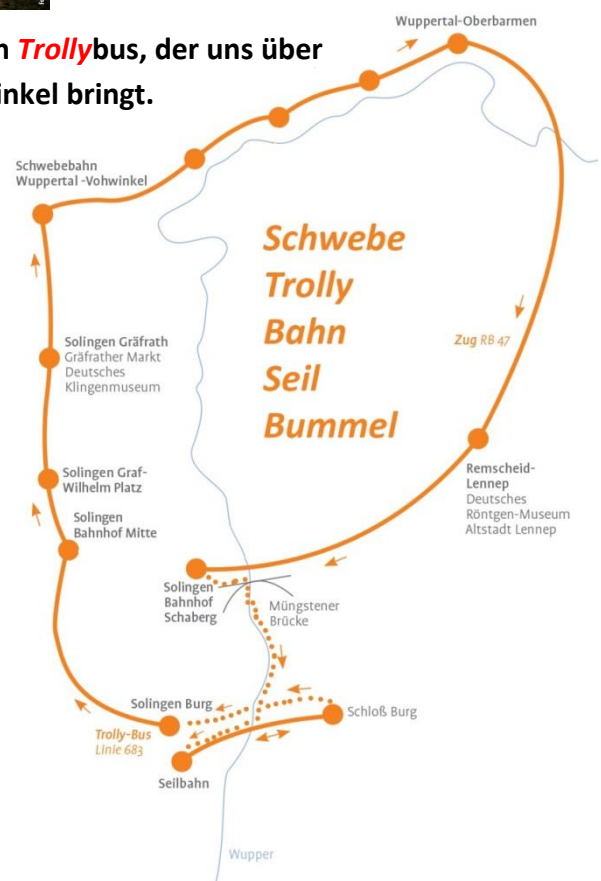 Trollybus, der uns über
bringt.
Wuppertal-Oberbarmen
Schwebebahn
Wuppertal -Vohwinkel
Schwebe
Trolly
Bahn
Seil
Bummel
Zug RB 47
Solingen Gräfrath
Gräfrather Markt
Deutsches
Klingenmuseum
Remscheid-
Lennep
Deutsches
Röntgen-Museum
Altstadt Lennep
Solingen Graf-
Wilhelm Platz
Solingen
Bahnhof Mitte
Solingen
Bahnhof
Schaberg
Müngstener
Brücke
Solingen Burg
Schloß Burg
Trolly-Bus
Linie 683
Seilbahn
Wupper